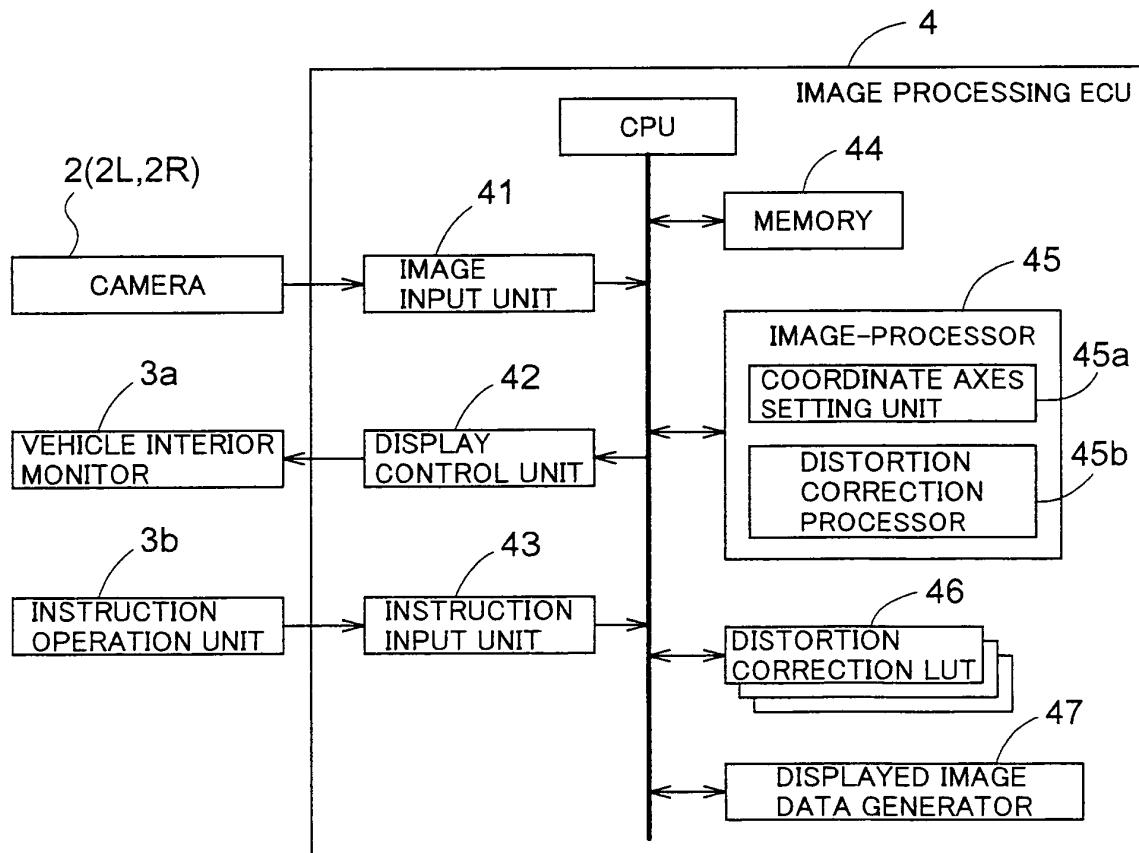 4
IMAGE PROCESSING ECU
CPU
2(2L,2R)
41
44
CAMERA
IMAGE
INPUT UNIT
MEMORY
45
IMAGE-PROCESSOR
45a
COORDINATE AXES
SETTING UNIT
3a
42
VEHICLE INTERIOR
MONITOR
DISPLAY
CONTROL UNIT
45b
DISTORTION
CORRECTION
PROCESSOR
3b
43
INSTRUCTION
OPERATION UNIT
INSTRUCTION
INPUT UNIT
46
DISTORTION
CORRECTION LUT
47
DISPLAYED IMAGE
DATA GENERATOR